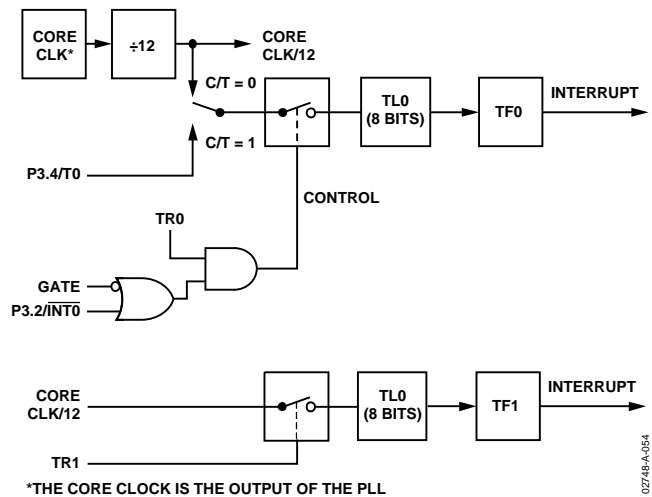 CORE
CLK*
÷12
CORE
CLK/12
C/T = 0
C/T = 1
TL0
(8 BITS)
TF0
INTERRUPT
P3.4/T0
CONTROL
TR0
GATE
P3.2/INT0
CORE
CLK/12
TL0
(8 BITS)
TF1
INTERRUPT
TR1
*THE CORE CLOCK IS THE OUTPUT OF THE PLL
02748-A-054